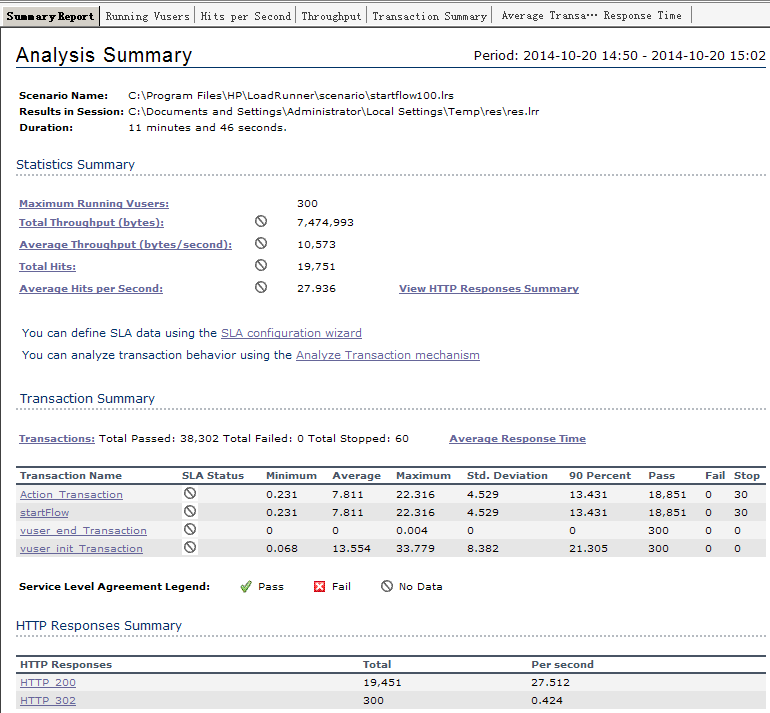 Summary Report Running Vusers Hits per Second Throughput Transaction Summary Average Transa··· Response Time
Analysis Summary Period: 2014-10-20 14:50 - 2014-10-20 15:02
Scenario Name: C:\Program Files\HP\LoadRunner\scenario\startflow100.lrs
Results in Session: C:\Documents and Settings\Administrator\Local Settings\Temp\res\res.lrr
Duration: 11 minutes and 46 seconds.
Statistics Summary
Maximum Running Vusers: 300
Total Throughput (bytes): 7,474,993
Average Throughput (bytes/second): 10,573
Total Hits: 19,751
Average Hits per Second: 27.936 View HTTP Responses Summary
You can define SLA data using the SLA configuration wizard
You can analyze transaction behavior using the Analyze Transaction mechanism
Transaction Summary
Transactions: Total Passed: 38,302 Total Failed: 0 Total Stopped: 60 Average Response Time
Transaction Name SLA Status Minimum Average Maximum Std. Deviation 90 Percent Pass Fail Stop
Action_Transaction 0.231 7.811 22.316 4.529 13.431 18,851 0 30
startFlow 0.231 7.811 22.316 4.529 13.431 18,851 0 30
vuser_end_Transaction 0 0 0.004 0 0 300 0 0
vuser_init_Transaction 0.068 13.554 33.779 8.382 21.305 300 0 0
Service Level Agreement Legend: Pass Fail No Data
HTTP Responses Summary
HTTP Responses Total Per second
HTTP_200 19,451 27.512
HTTP_302 300 0.424